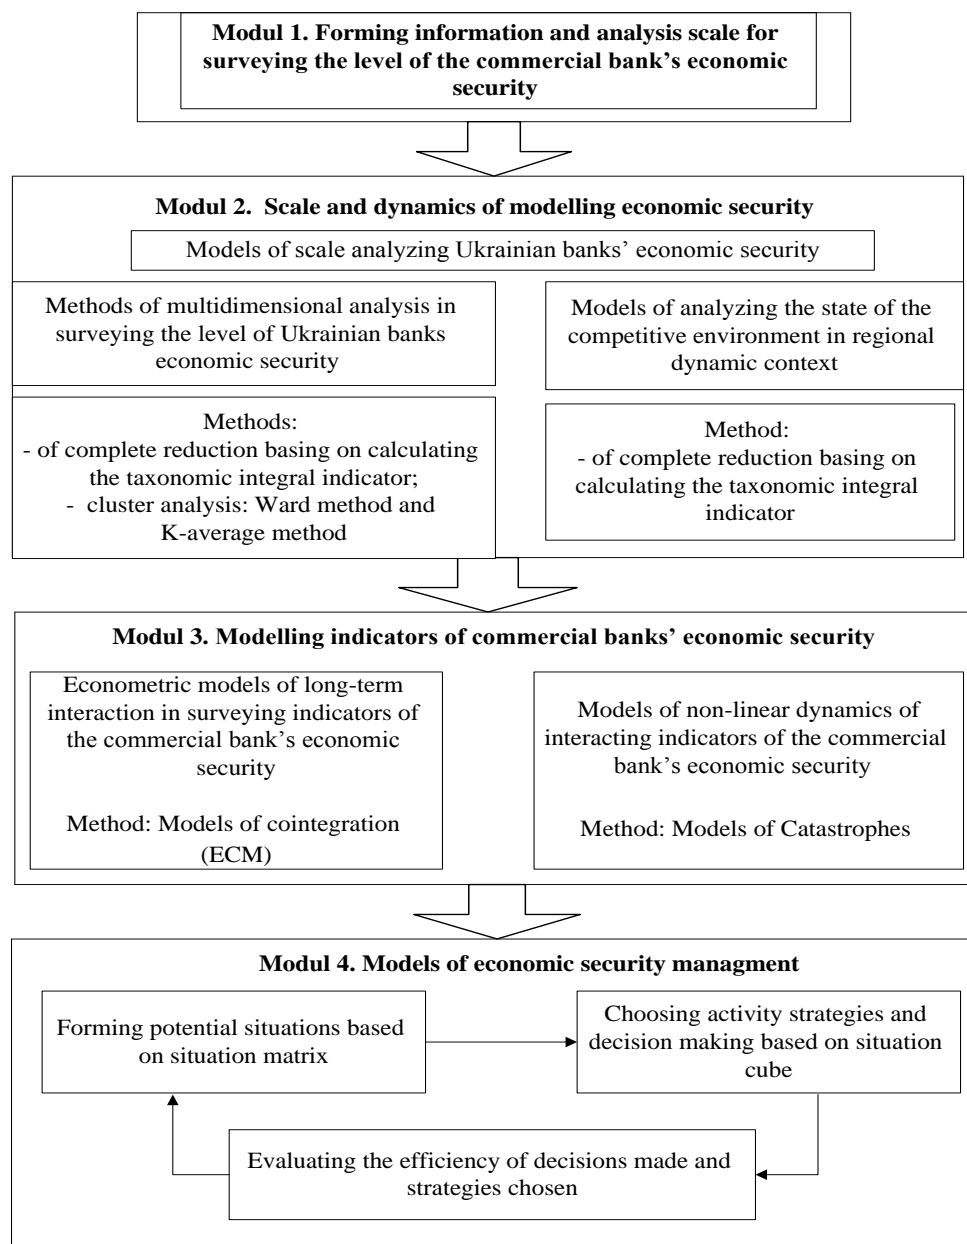 Modul 1. Forming information and analysis scale for
surveying the level of the commercial bank's economic
security
Modul 2. Scale and dynamics of modelling economic security
Models of scale analyzing Ukrainian banks' economic security
Methods of multidimensional analysis in
surveying the level of Ukrainian banks
economic security
Models of analyzing the state of the
competitive environment in regional
dynamic context
Methods:
- of complete reduction basing on calculating
the taxonomic integral indicator;
- cluster analysis: Ward method and
K-average method
Method:
- of complete reduction basing on
calculating the taxonomic integral
indicator
Modul 3. Modelling indicators of commercial banks' economic security
Econometric models of long-term
interaction in surveying indicators of
the commercial bank's economic
security
Method: Models of cointegration
(ECM)
Models of non-linear dynamics of
interacting indicators of the commercial
bank's economic security
Method: Models of Catastrophes
Modul 4. Models of economic security managment
Forming potential situations based
on situation matrix
Choosing activity strategies and
decision making based on situation
cube
Evaluating the efficiency of decisions made and
strategies chosen